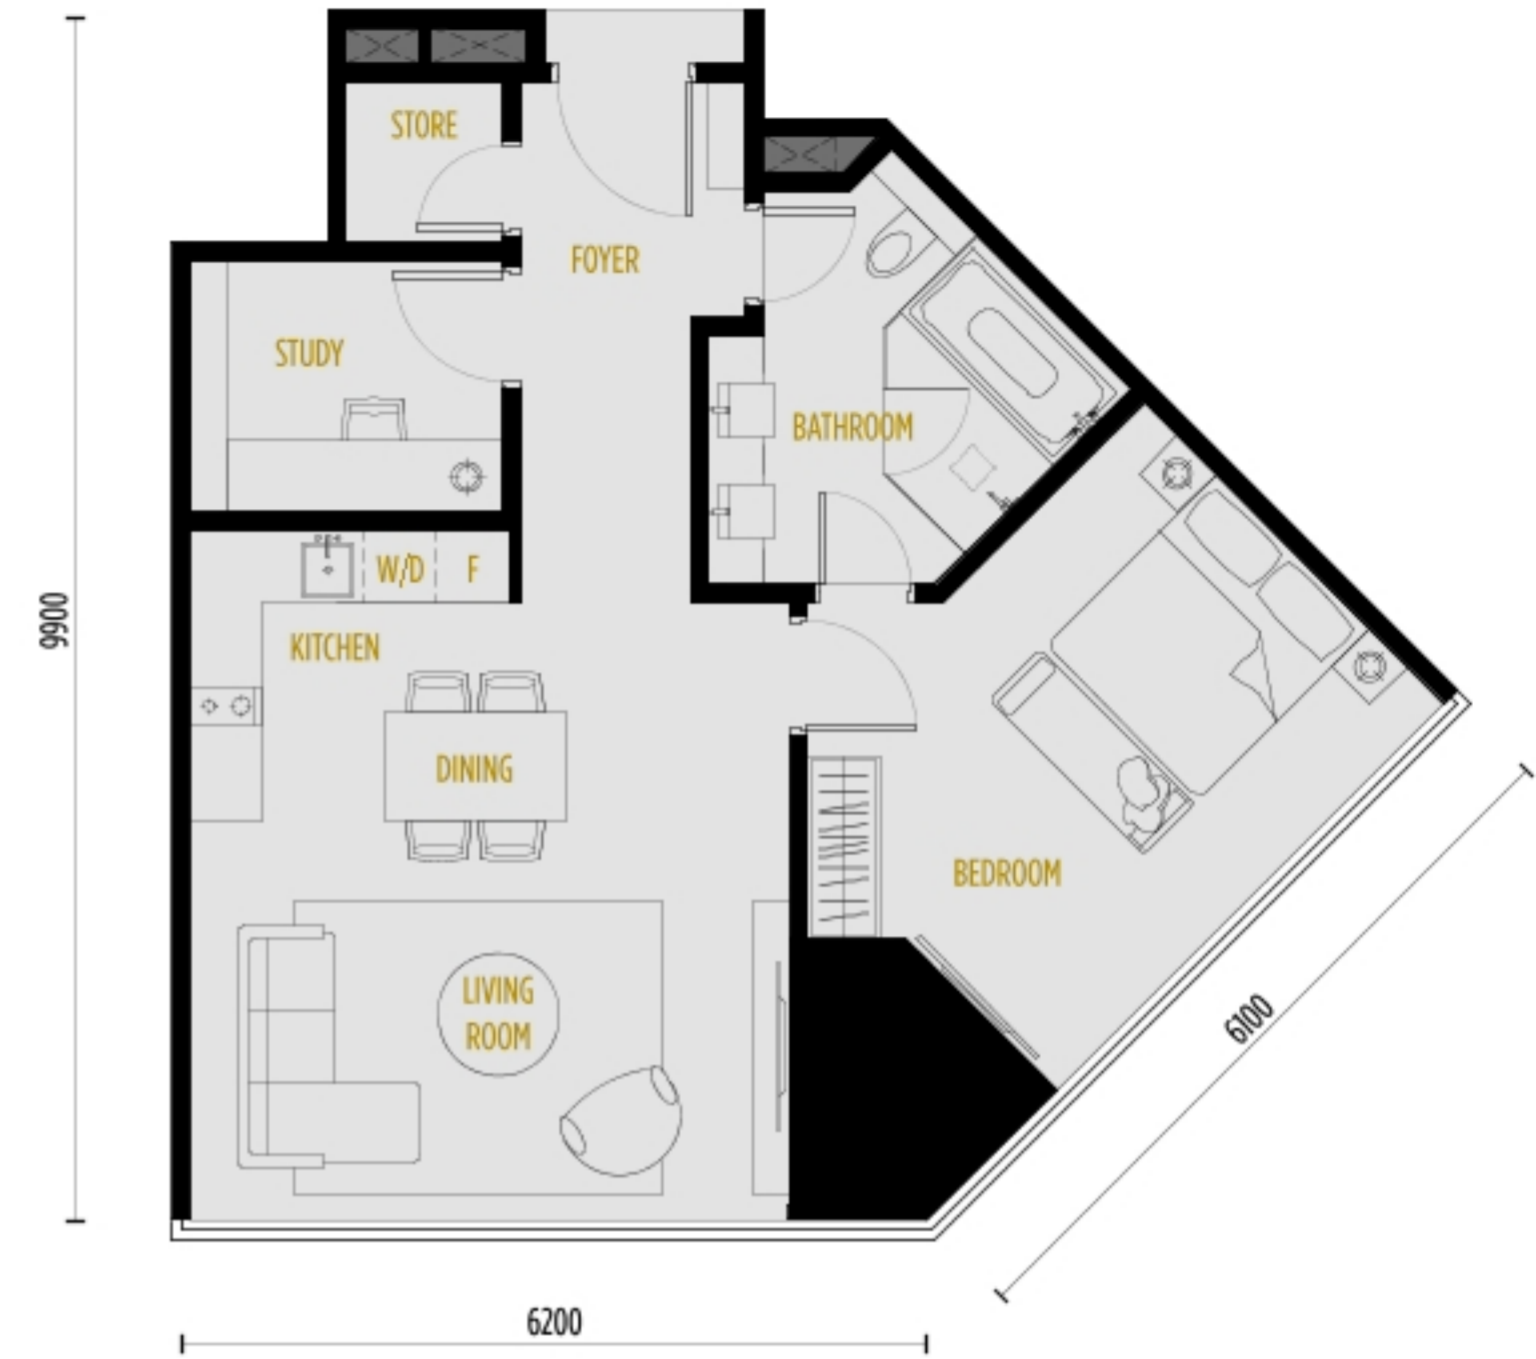 STORE
FOYER
STUDY
BATHROOM
W/D
F
KITCHEN
DINING
BEDROOM
LIVING
ROOM
9900
6100
6200